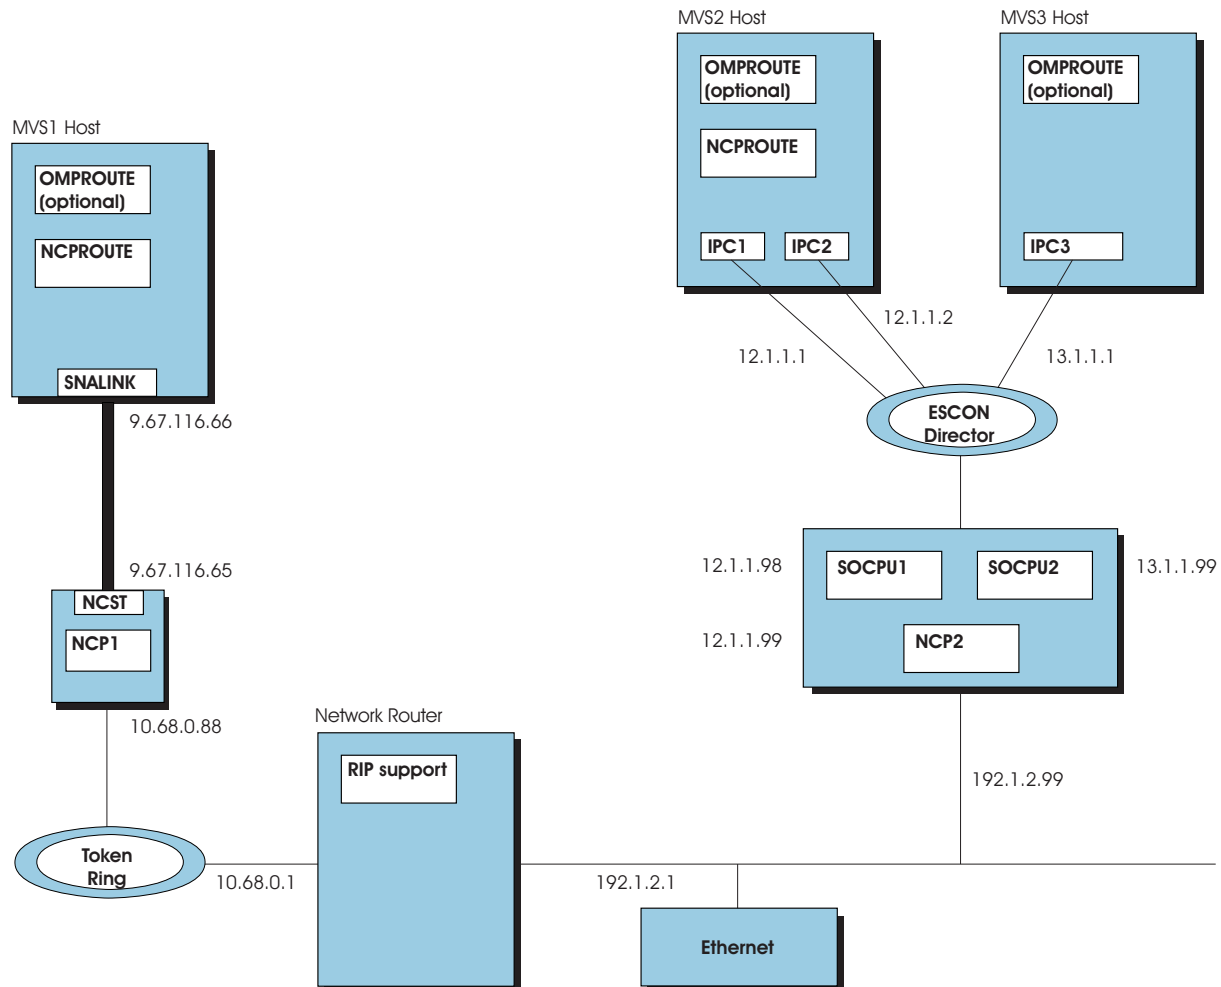 MVS2 Host
MVS3 Host
OMPROUTE
(optional)
NCPROUTE
IPC1
IPC2
OMPROUTE
(optional)
IPC3
MVS1 Host
OMPROUTE
(optional)
NCPROUTE
SNALINK
9.67.116.66
12.1.1.1
12.1.1.2
13.1.1.1
ESCON
Director
9.67.116.65
NCST
NCP1
10.68.0.88
12.1.1.98
SOCPU1
SOCPU2
13.1.1.99
12.1.1.99
NCP2
Network Router
RIP support
192.1.2.99
Token
Ring
10.68.0.1
192.1.2.1
Ethernet